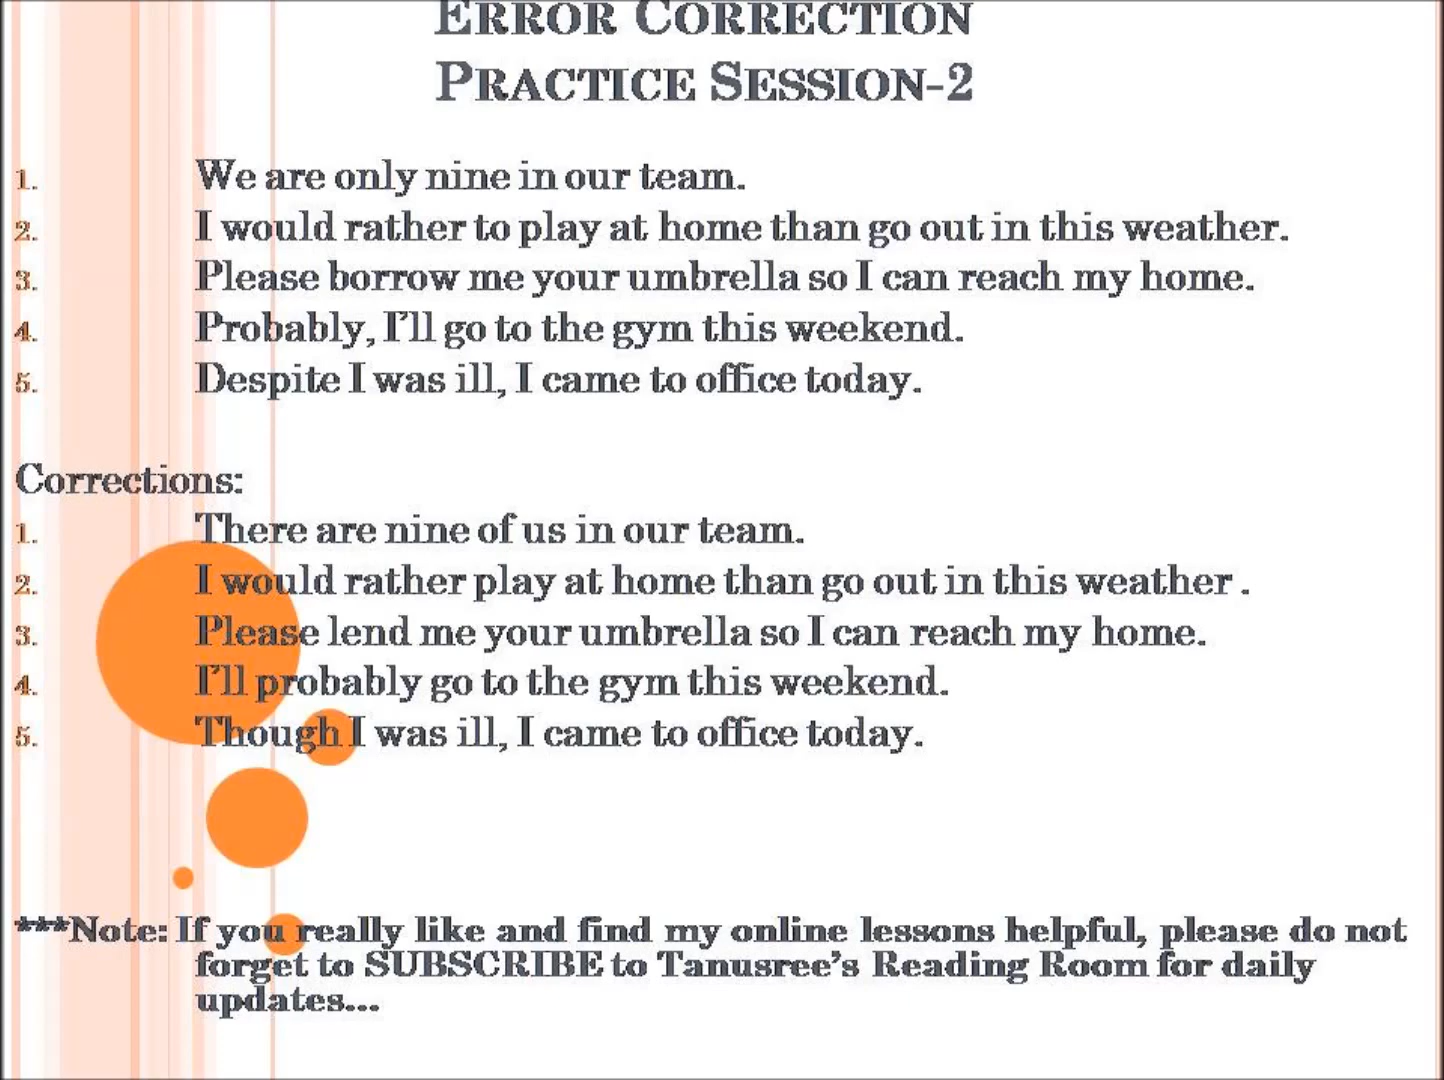 ERROR CORRECTION
PRACTICE SESSION-2
1. We are only nine in our team.
2. I would rather to play at home than go out in this weather.
3. Please borrow me your umbrella so I can reach my home.
4. Probably, I'll go to the gym this weekend.
5. Despite I was ill, I came to office today.
Corrections:
1. There are nine of us in our team.
2. I would rather play at home than go out in this weather .
3. Please lend me your umbrella so I can reach my home.
4. I'll probably go to the gym this weekend.
5. Though I was ill, I came to office today.
***Note: If you really like and find my online lessons helpful, please do not
forget to SUBSCRIBE to Tanusree's Reading Room for daily
updates...